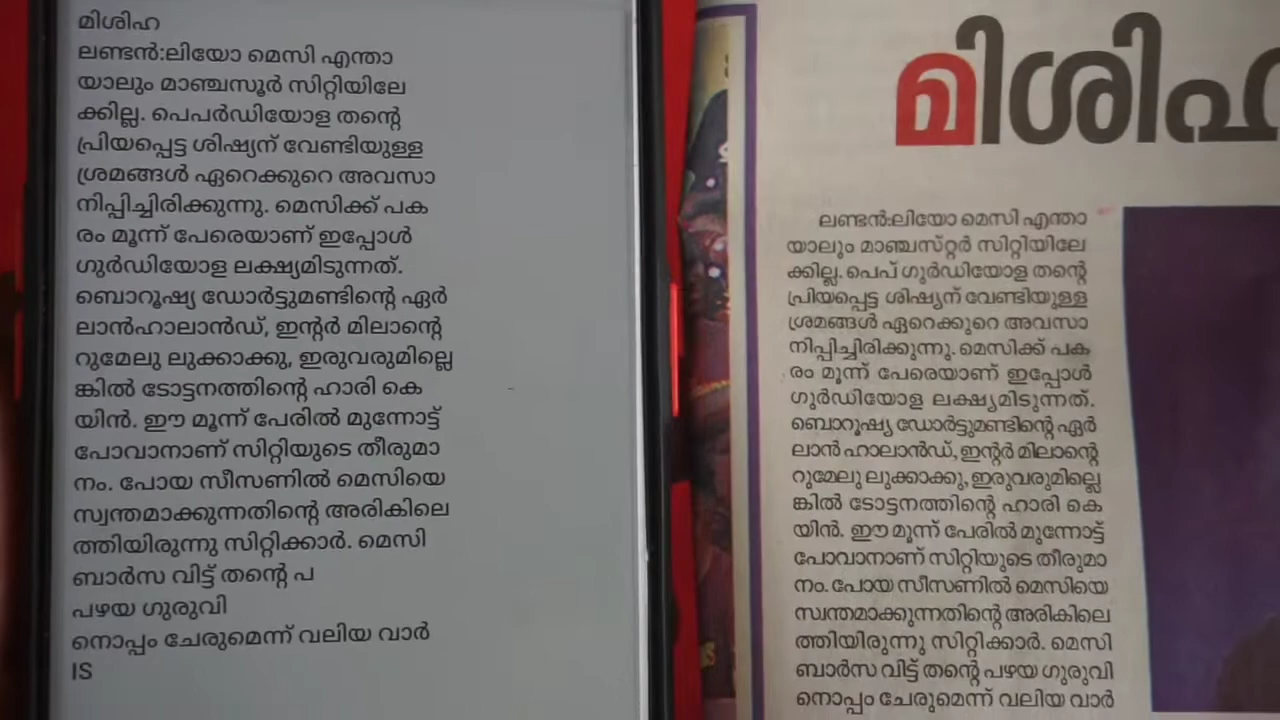 മിശിഹ
ലണ്ടൻ:ലിയോ മെസി എന്താ
യാലും മാഞ്ചസൂർ സിറ്റിയിലേ
ക്കില്ല. പെപർഡിയോള തന്റെ
പ്രിയപ്പെട്ട ശിഷ്യന് വേണ്ടിയുള്ള
ശ്രമങ്ങൾ ഏറെക്കുറെ അവസാ
നിപ്പിച്ചിരിക്കുന്നു. മെസിക്ക് പക
രം മൂന്ന് പേരെയാണ് ഇപ്പോൾ
ഗുർഡിയോള ലക്ഷ്യമിടുന്നത്.
ബൊറൂഷ്യ ഡോർട്ടുമണ്ടിന്റെ ഏർ
ലാൻഹാലാൻഡ്, ഇന്റർ മിലാന്റെ
റുമേലു ലുക്കാക്കു, ഇരുവരുമില്ലെ
ങ്കിൽ ടോട്ടനത്തിന്റെ ഹാരി കെ
യിൻ. ഈ മൂന്ന് പേരിൽ മുന്നോട്ട്
പോവാനാണ് സിറ്റിയുടെ തീരുമാ
നം. പോയ സീസണിൽ മെസിയെ
സ്വന്തമാക്കുന്നതിന്റെ അരികിലെ
ത്തിയിരുന്നു സിറ്റിക്കാർ. മെസി
ബാർസ വിട്ട് തന്റെ പ
പഴയ ഗുരുവി
നൊപ്പം ചേരുമെന്ന് വലിയ വാർ
IS
മിശിഹ
ലണ്ടൻ:ലിയോ മെസി എന്താ
യാലും മാഞ്ചസ്റ്റർ സിറ്റിയിലേ
ക്കില്ല. പെപ് ഗുർഡിയോള തന്റെ
പ്രിയപ്പെട്ട ശിഷ്യന് വേണ്ടിയുള്ള
ശ്രമങ്ങൾ ഏറെക്കുറെ അവസാ
നിപ്പിച്ചിരിക്കുന്നു. മെസിക്ക് പക
രം മൂന്ന് പേരെയാണ് ഇപ്പോൾ
ഗുർഡിയോള ലക്ഷ്യമിടുന്നത്.
ബൊറൂഷ്യ ഡോർട്ടുമണ്ടിന്റെ ഏർ
ലാൻ ഹാലാൻഡ്, ഇന്റർ മിലാന്റെ
റുമേലു ലുക്കാക്കു, ഇരുവരുമില്ലെ
ങ്കിൽ ടോട്ടനത്തിന്റെ ഹാരി കെ
യിൻ. ഈ മൂന്ന് പേരിൽ മുന്നോട്ട്
പോവാനാണ് സിറ്റിയുടെ തീരുമാ
നം. പോയ സീസണിൽ മെസിയെ
സ്വന്തമാക്കുന്നതിന്റെ അരികിലെ
ത്തിയിരുന്നു സിറ്റിക്കാർ. മെസി
ബാർസ വിട്ട് തന്റെ പഴയ ഗുരുവി
നൊപ്പം ചേരുമെന്ന് വലിയ വാർ